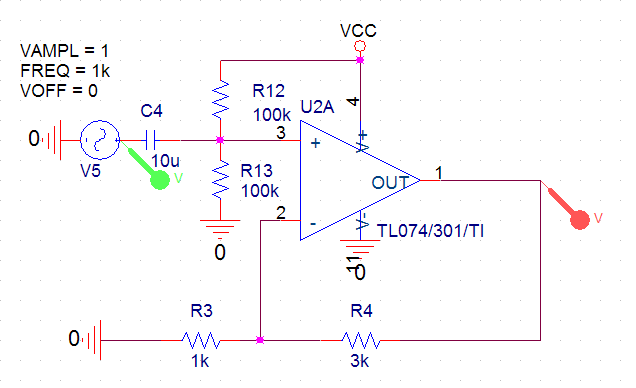 VCC
VAMPL = 1
FREQ = 1k
VOFF = 0
R12
100k
C4
U2A
4
V+
0
3
+
10u
V5
V
R13
100k
OUT
1
2
-
V-
TL074/301/TI
V
0
11
0
R3
R4
0
1k
3k